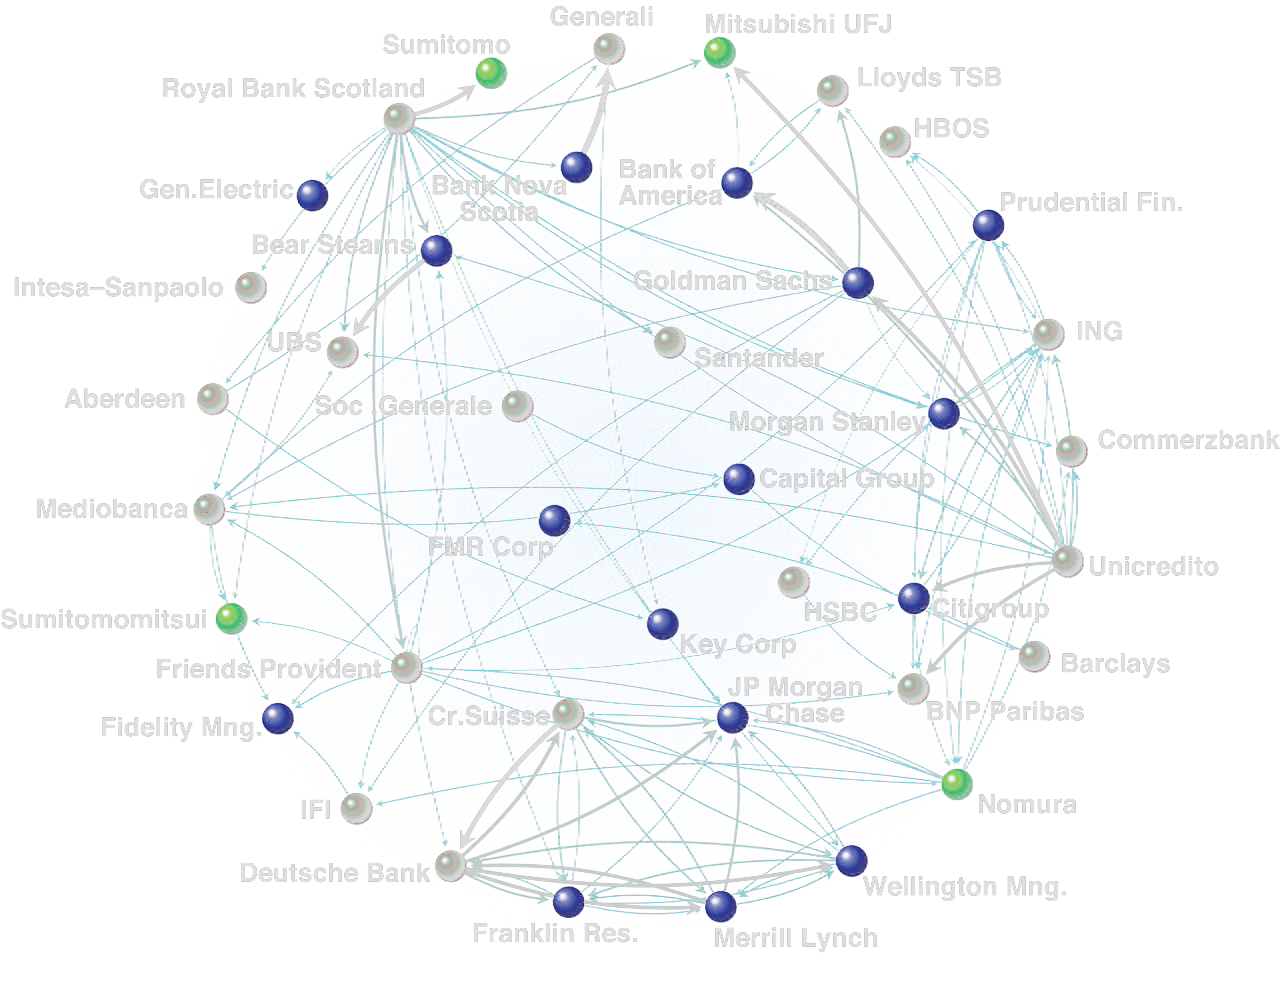 Generali
Mitsubishi UFJ
Sumitomo
Lloyds TSB
Royal Bank Scotland
HBOS
Bank of
America
Gen.Electric
Bank Nova
Scotia
Prudential Fin.
Bear Stearns
Goldman Sachs
Intesa–Sanpaolo
ING
UBS
Santander
Aberdeen
Soc .Generale
Morgan Stanley
Commerzbank
Capital Group
Mediobanca
FMR Corp
Unicredito
HSBC
Citigroup
Sumitomomitsui
Key Corp
Friends Provident
Barclays
JP Morgan
Chase
Cr.Suisse
BNP Paribas
Fidelity Mng.
IFI
Nomura
Deutsche Bank
Wellington Mng.
Franklin Res.
Merrill Lynch